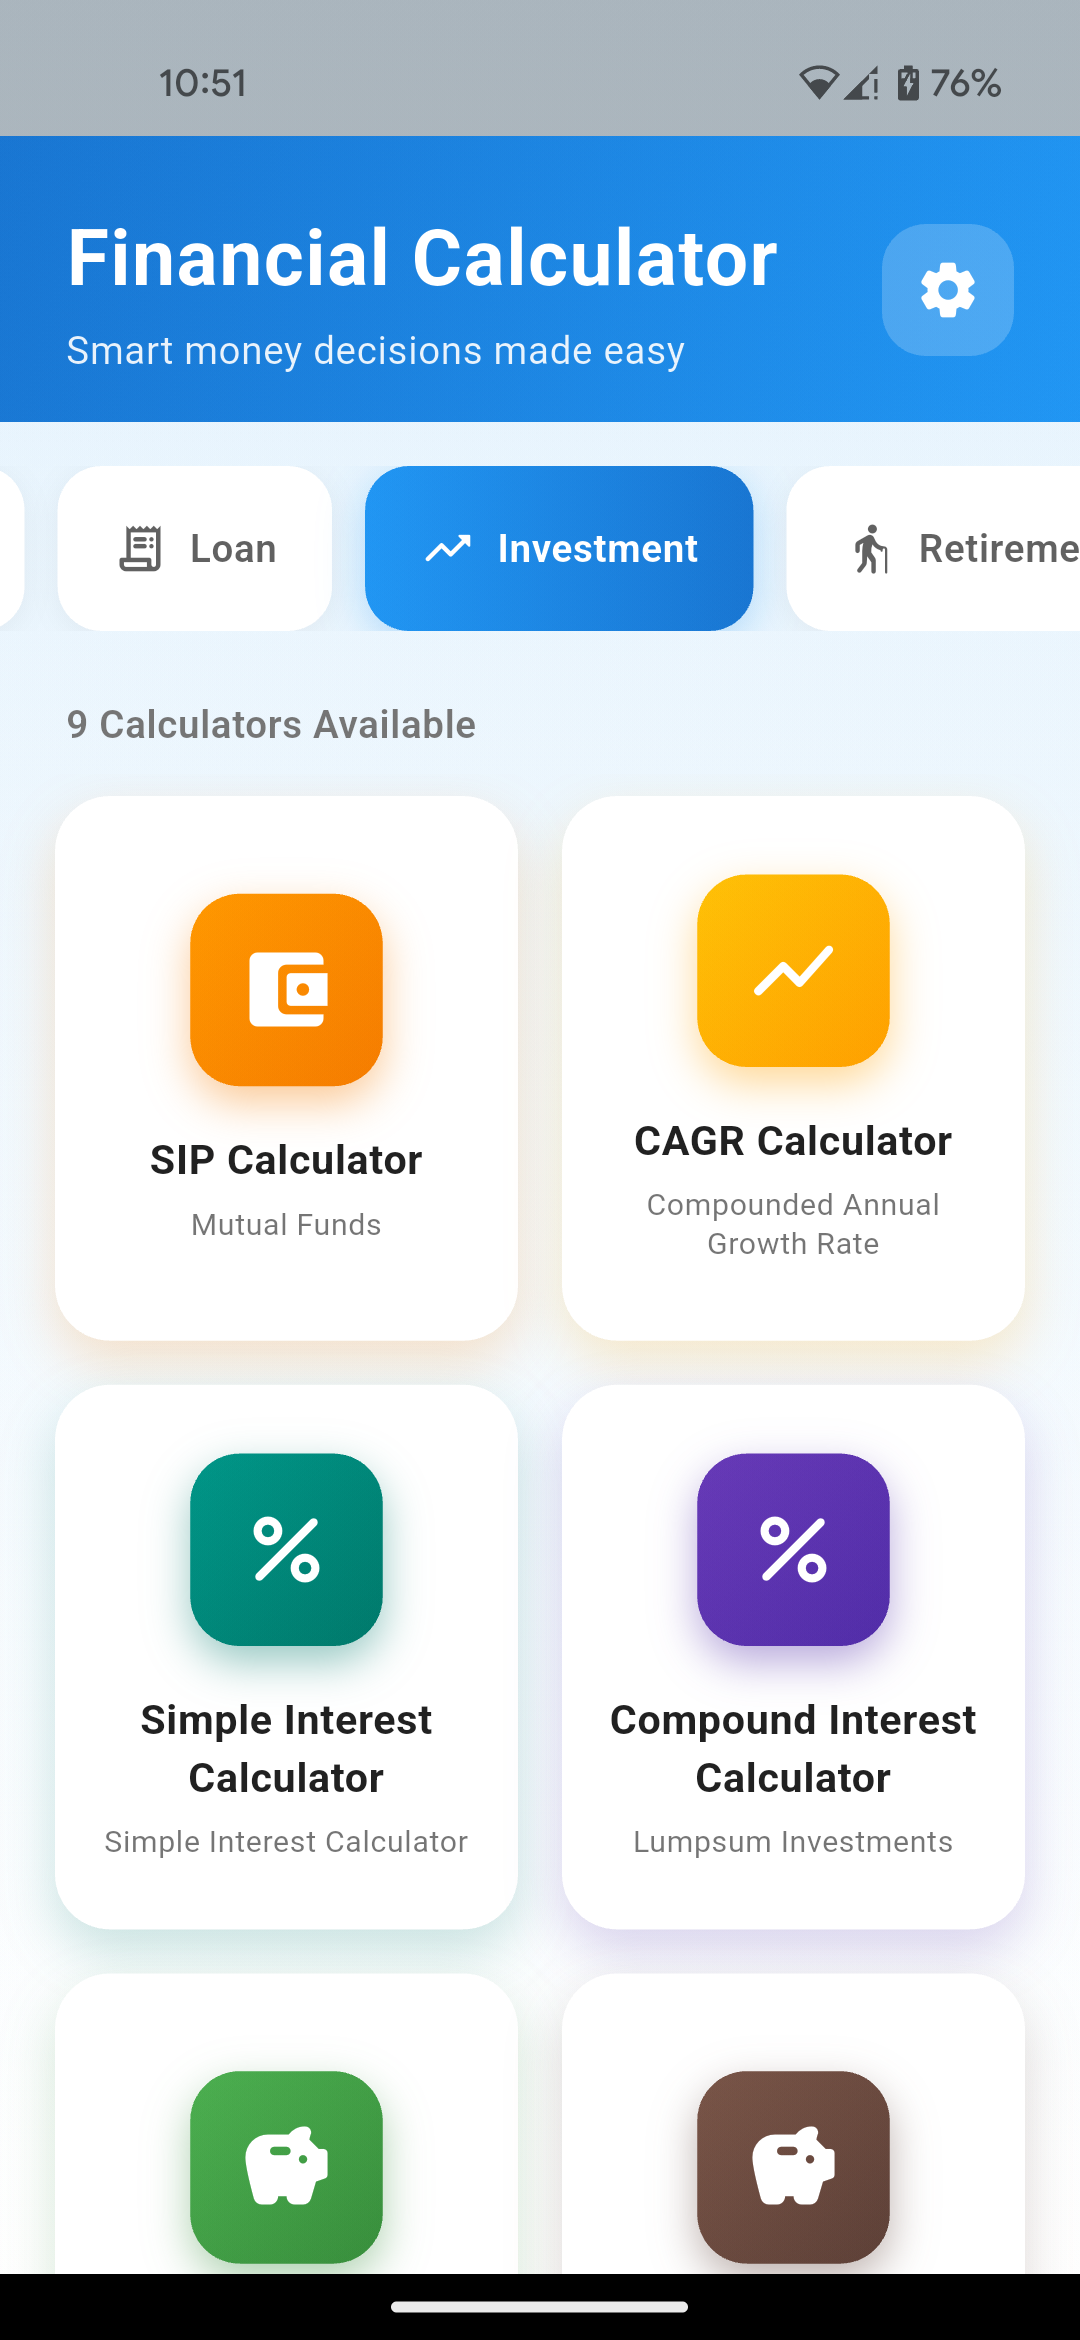 10:51
76%
Financial Calculator
Smart money decisions made easy
Loan
Investment
Retireme
9 Calculators Available
SIP Calculator
Mutual Funds
CAGR Calculator
Compounded Annual
Growth Rate
Simple Interest
Calculator
Simple Interest Calculator
Compound Interest
Calculator
Lumpsum Investments